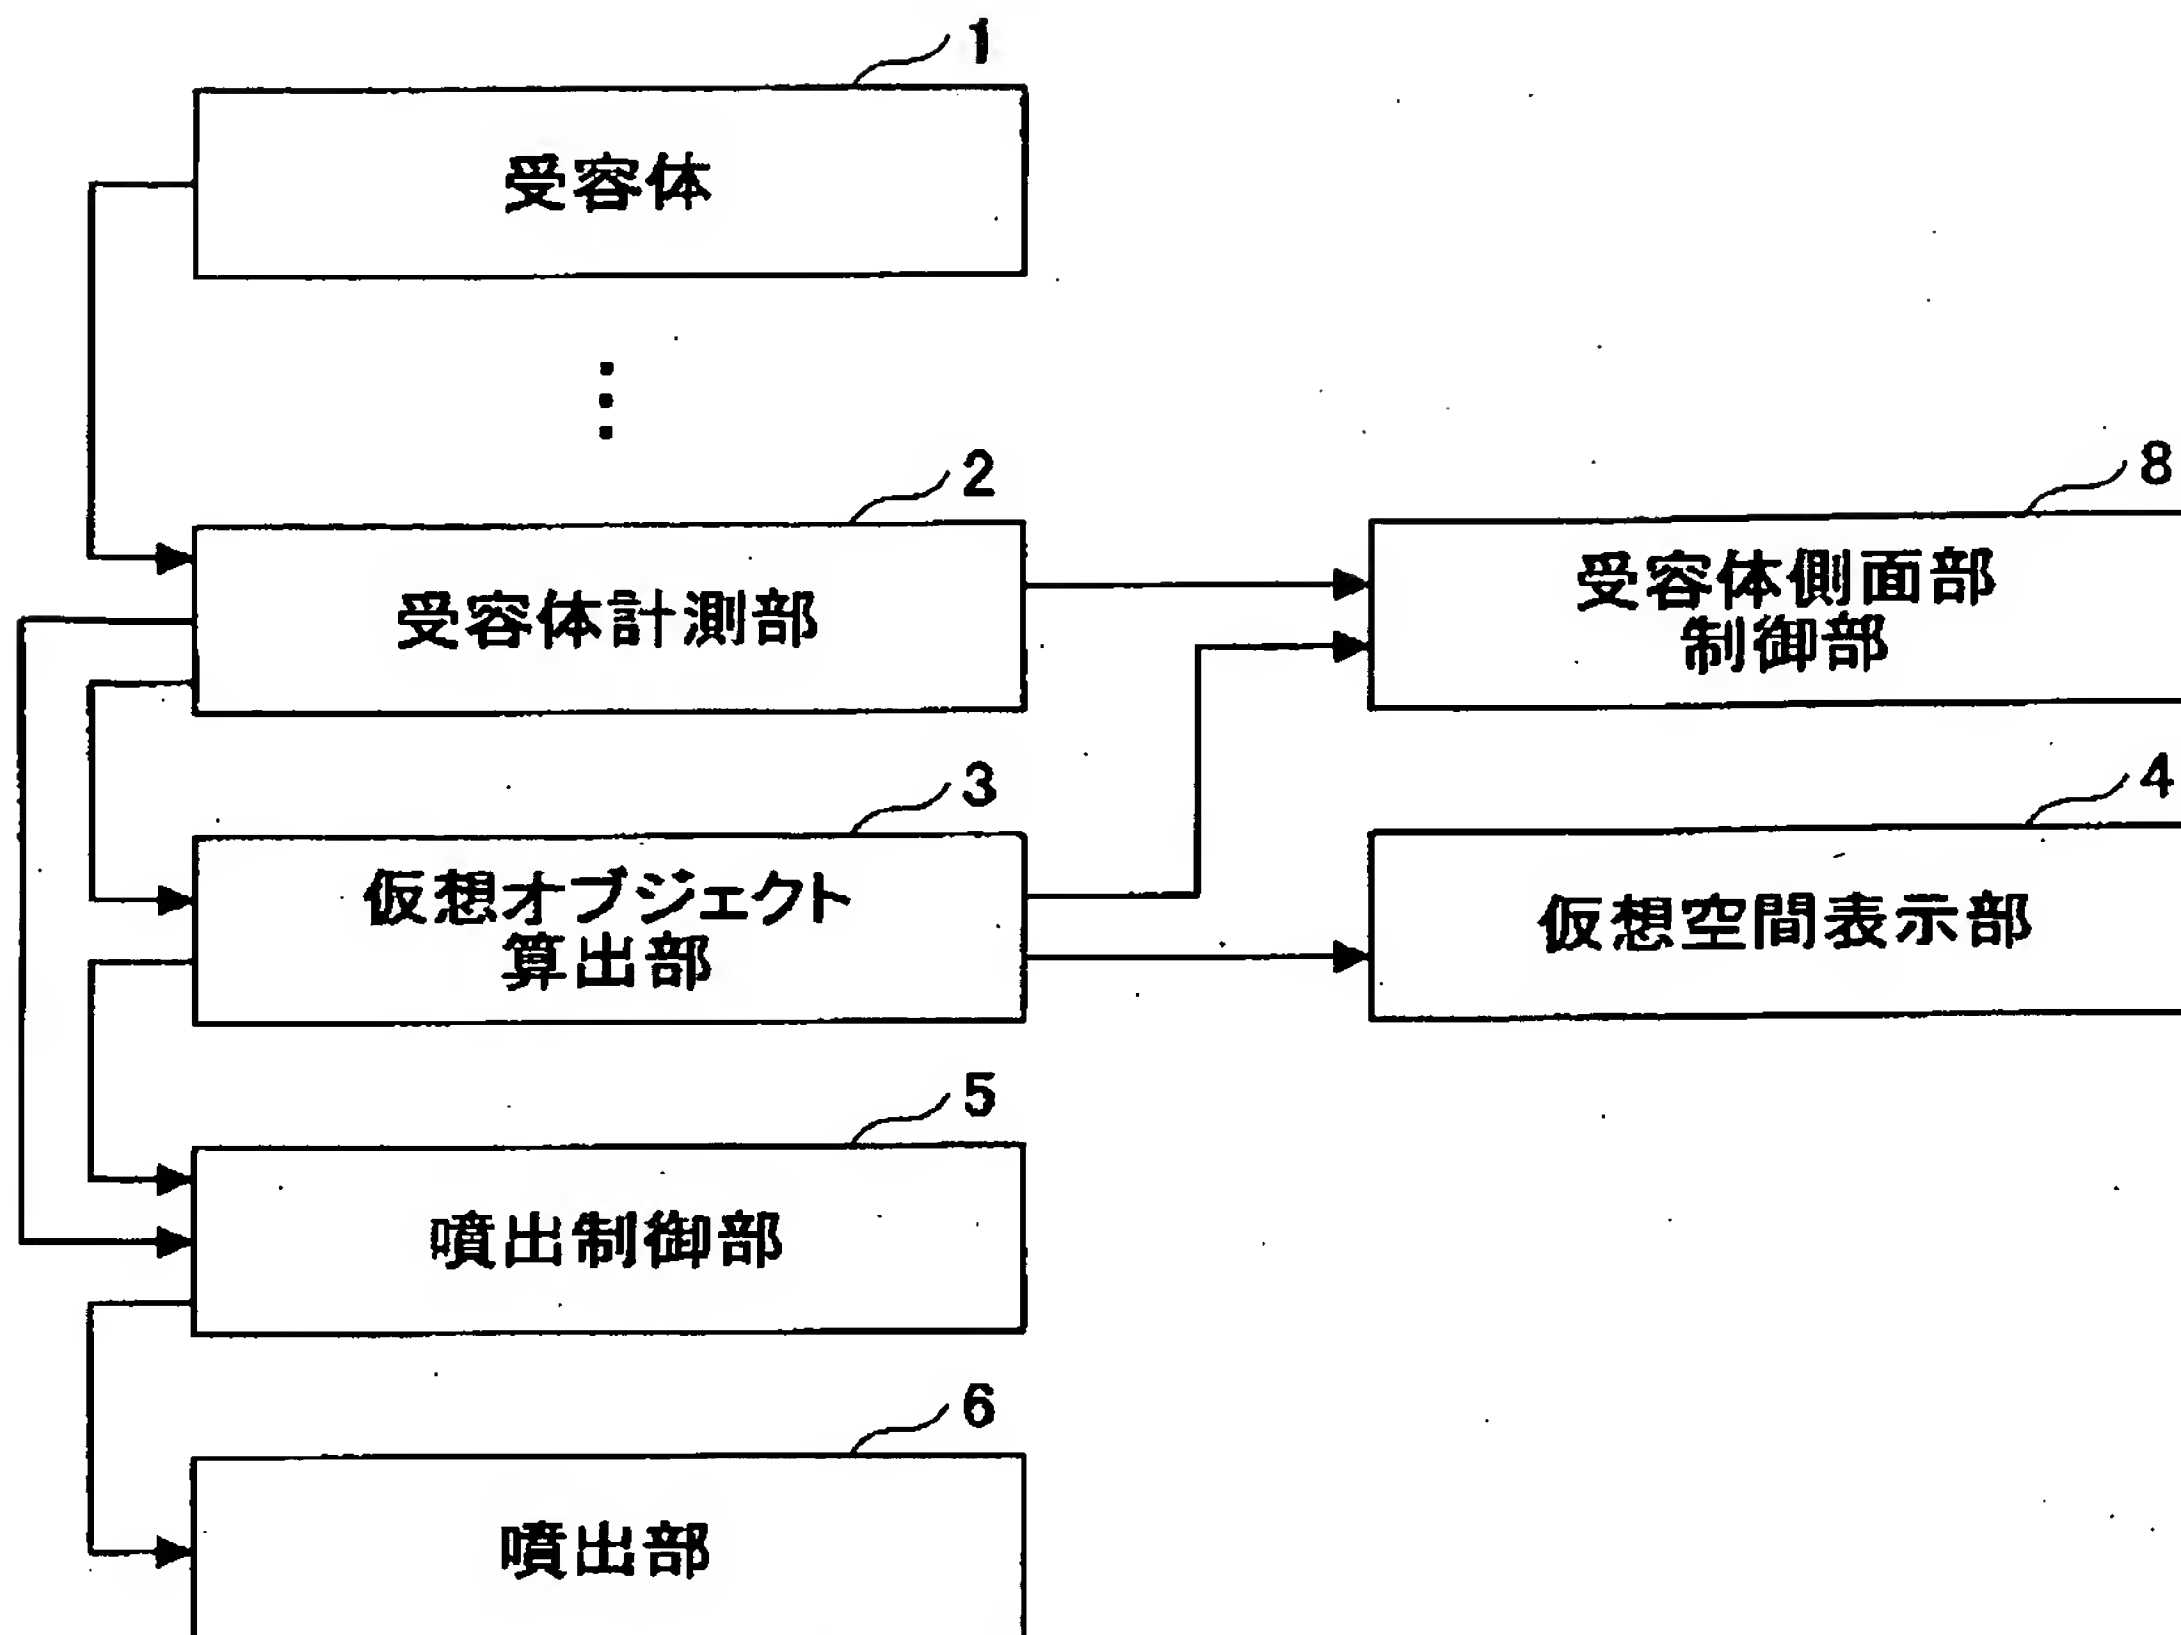 1
受容体
2
受容体計測部
8
受容体側面部
制御部
3
仮想オブジェクト
算出部
4
仮想空間表示部
5
噴出制御部
6
噴出部